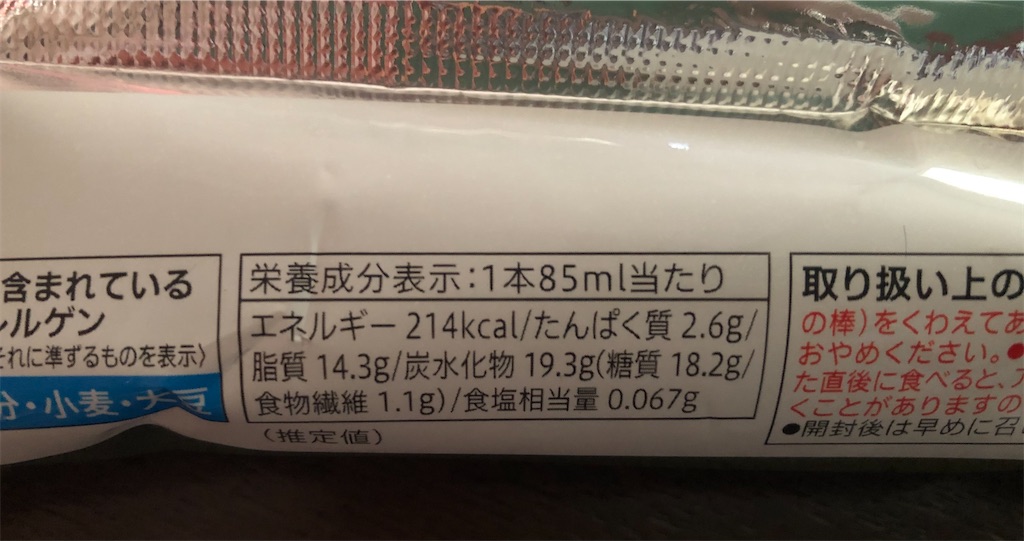 含まれている
レルゲン
それに準ずるものを表示〉
分・小麦・大豆
栄養成分表示:1本85ml当たり
エネルギー 214kcal/たんぱく質 2.6g/
脂質 14.3g/炭水化物 19.3g(糖質 18.2g/
食物繊維 1.1g)/食塩相当量 0.067g
(推定値)
取り扱い上の
の棒)をくわえてあ
おやめください。●
た直後に食べると、ア
くことがありますの
●開封後は早めに召